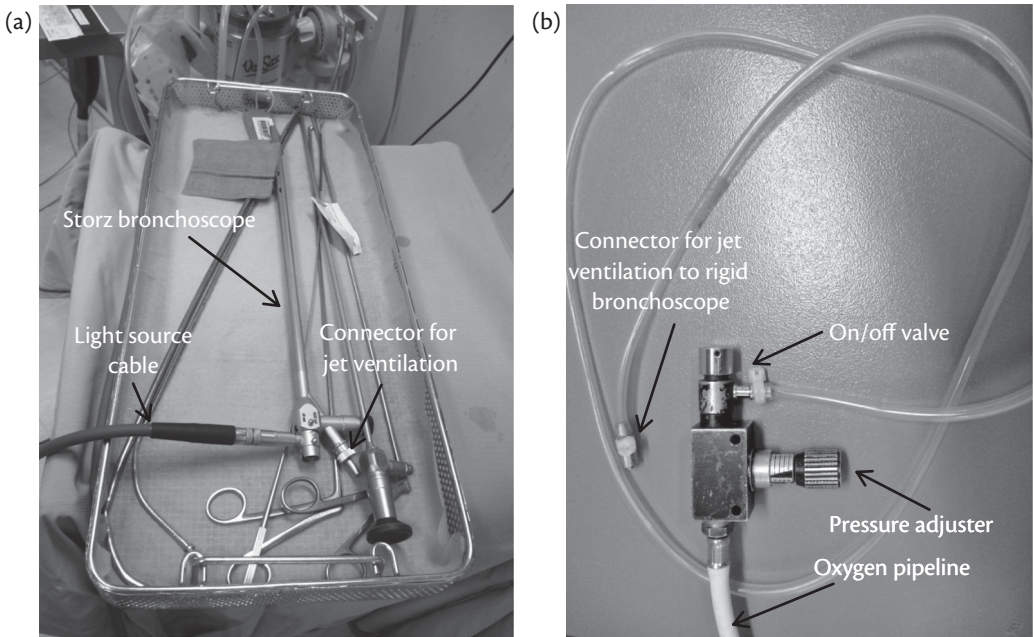 (a)
Storz bronchoscope
Light source
cable
Connector for
jet ventilation
(b)
Connector for jet
ventilation to rigid
bronchoscope
On/off valve
Pressure adjuster
Oxygen pipeline